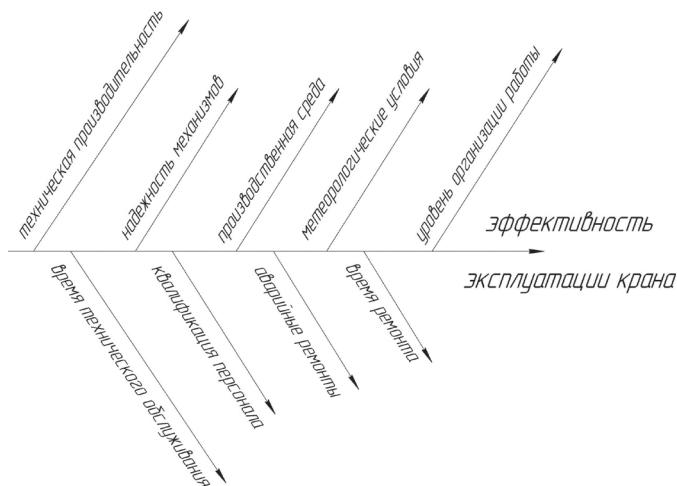 техническая производительность
надежность механизмов
производственная среда
метеорологические условия
уровень организации работы
эффективность
эксплуатации крана
время технического обслуживания
квалификация персонала
аварийные ремонты
время ремонта